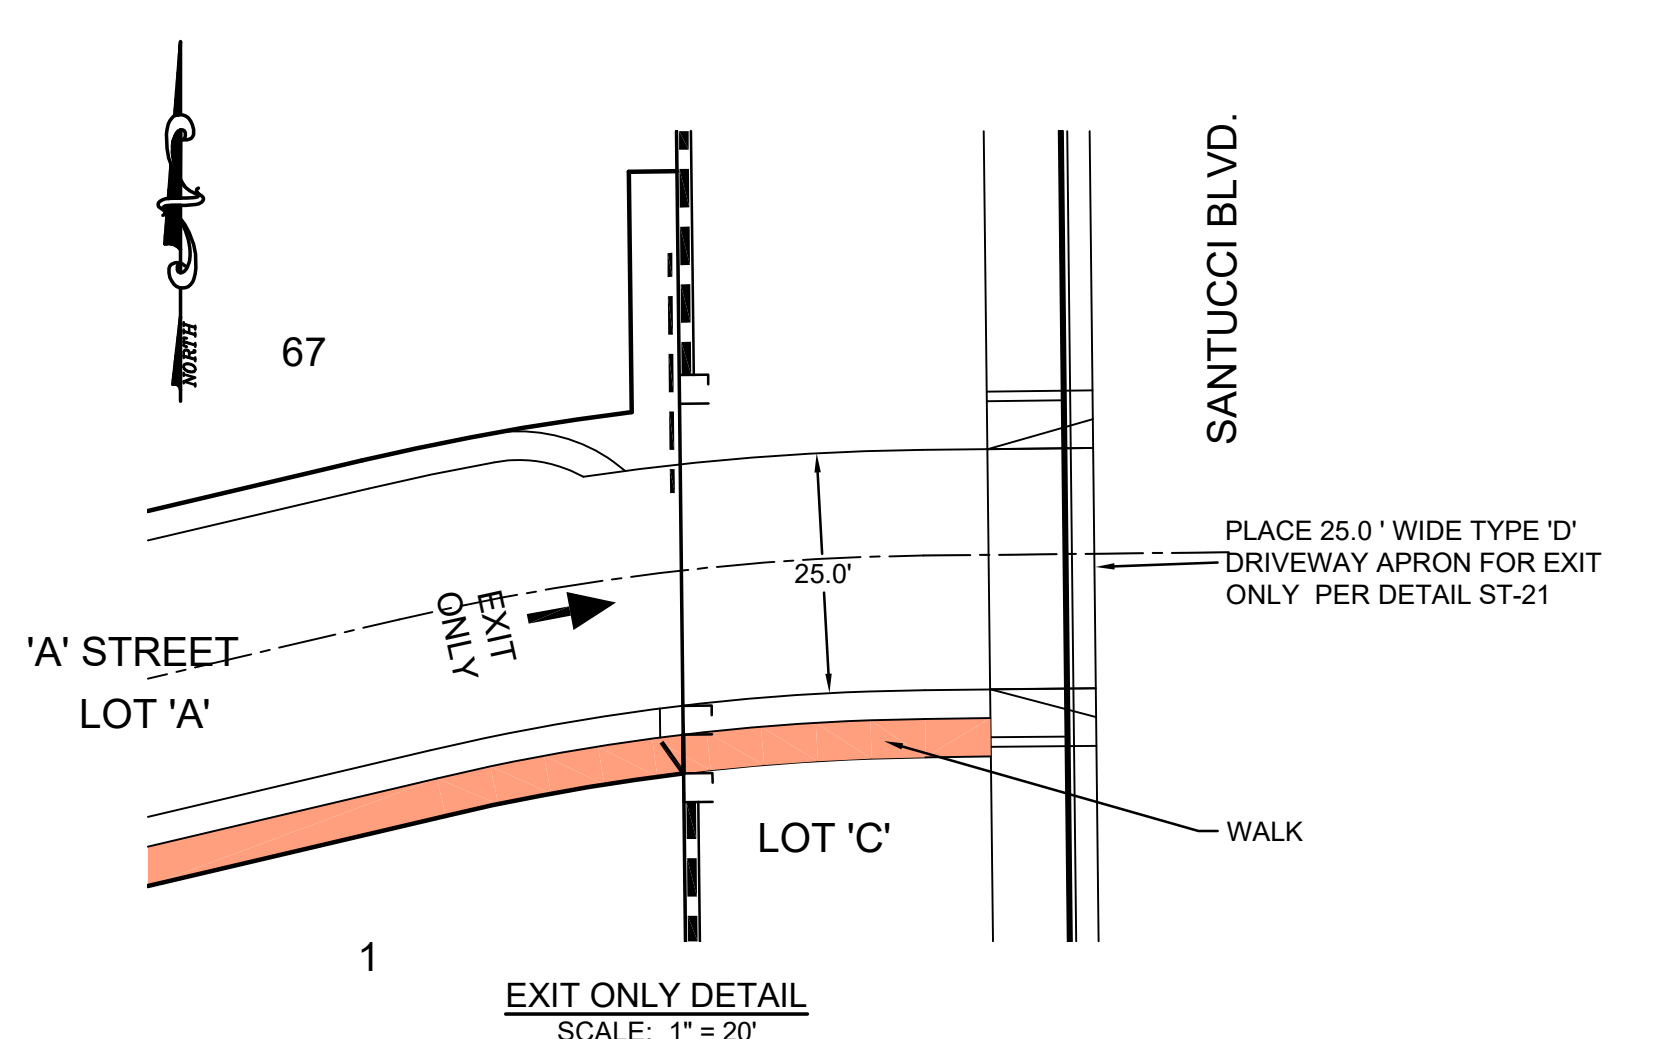 NORTH
67
SANTUCCI BLVD.
25.0'
PLACE 25.0 ' WIDE TYPE 'D'
DRIVEWAY APRON FOR EXIT
ONLY PER DETAIL ST-21
EXIT
ONLY
'A' STREET
LOT 'A'
LOT 'C'
WALK
1
EXIT ONLY DETAIL
SCALE: 1" = 20'